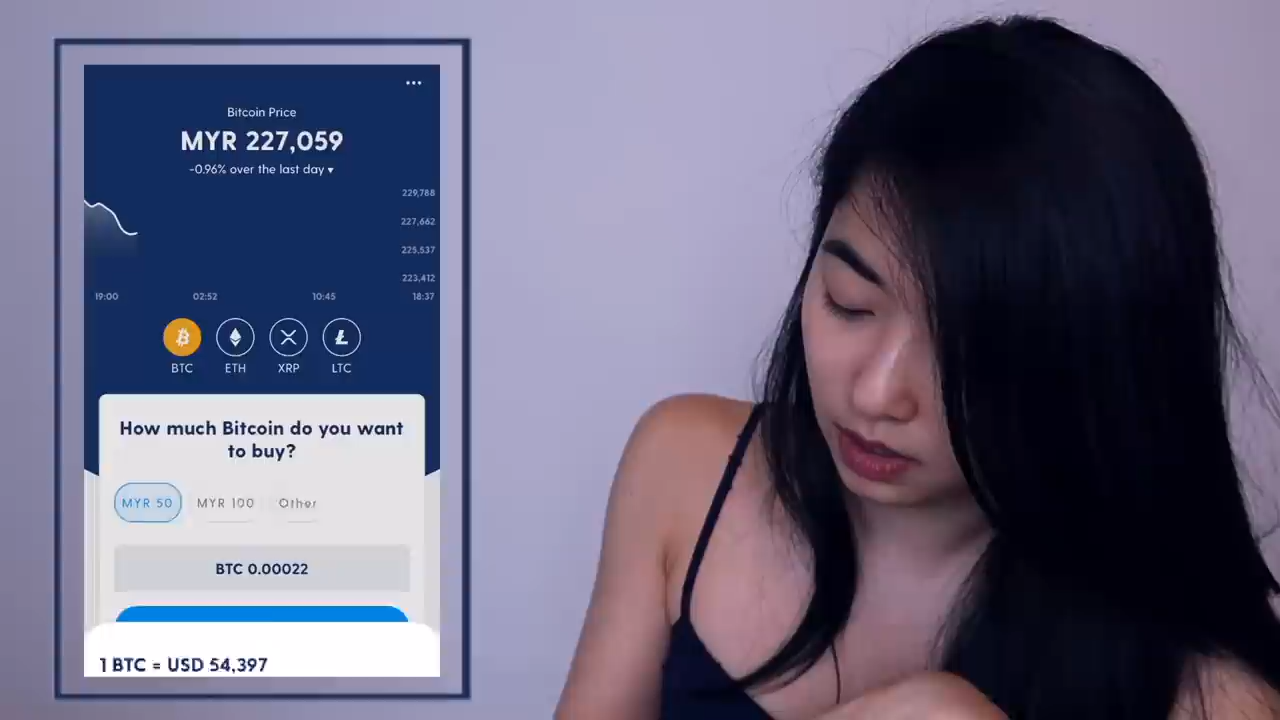 Bitcoin Price
MYR 227,059
-0.96% over the last day ▾
229,788
227,662
225,537
223,412
19:00 02:52 10:45 18:37
BTC ETH XRP LTC
How much Bitcoin do you want
to buy?
MYR 50 MYR 100 Other
BTC 0.00022
1 BTC = USD 54,397